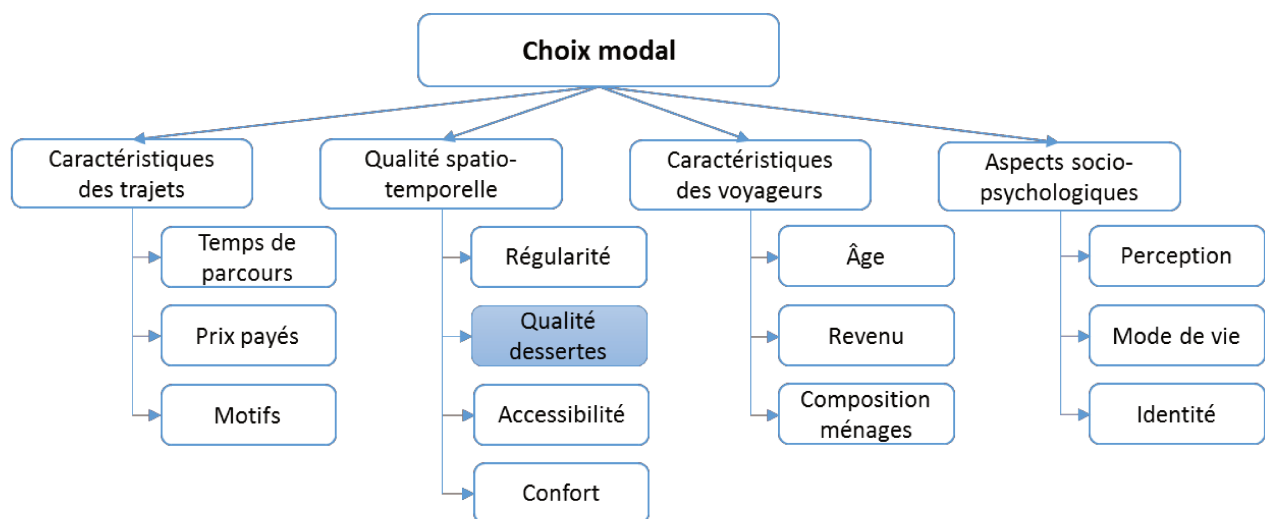 Choix modal
Caractéristiques
des trajets
Qualité spatio-
temporelle
Caractéristiques
des voyageurs
Aspects socio-
psychologiques
Temps de
parcours
Prix payés
Motifs
Régularité
Qualité
dessertes
Accessibilité
Confort
Âge
Revenu
Composition
ménages
Perception
Mode de vie
Identité